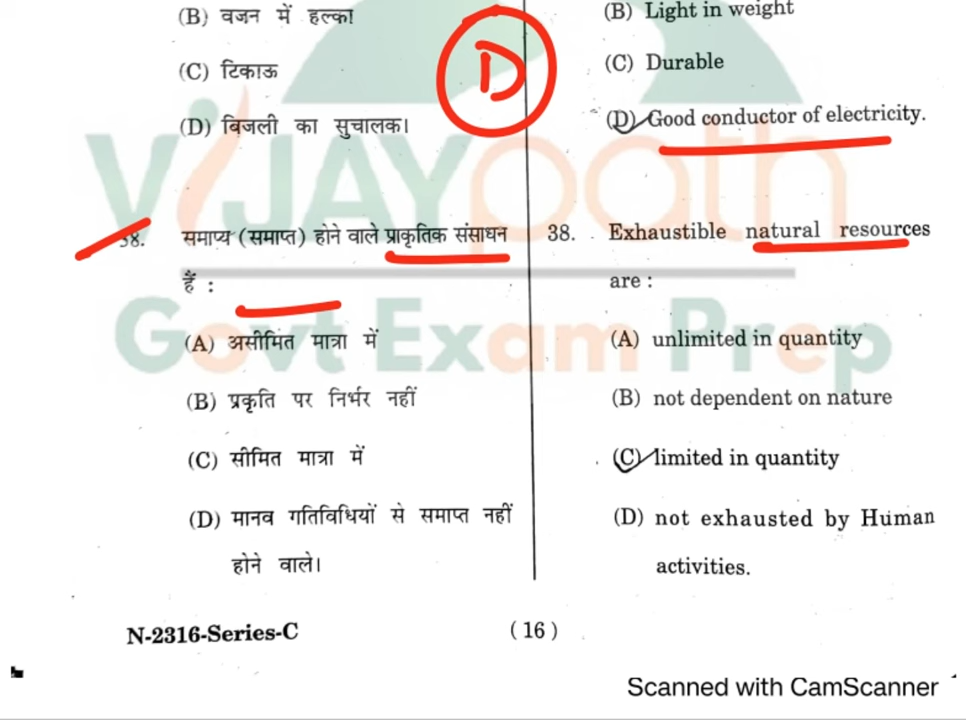 (B) वजन में हल्का
(C) टिकाऊ
(D) बिजली का सुचालक।
38. समाप्य (समाप्त) होने वाले प्राकृतिक संसाधन
हैं :
(A) असीमित मात्रा में
(B) प्रकृति पर निर्भर नहीं
(C) सीमित मात्रा में
(D) मानव गतिविधियों से समाप्त नहीं
होने वाले।
D
(B) Light in weight
(C) Durable
(D) Good conductor of electricity.
38. Exhaustible natural resources
are :
(A) unlimited in quantity
(B) not dependent on nature
(C) limited in quantity
(D) not exhausted by Human
activities.
VIJAYpath
Govt Exam Prep
N-2316-Series-C
( 16 )
Scanned with CamScanner